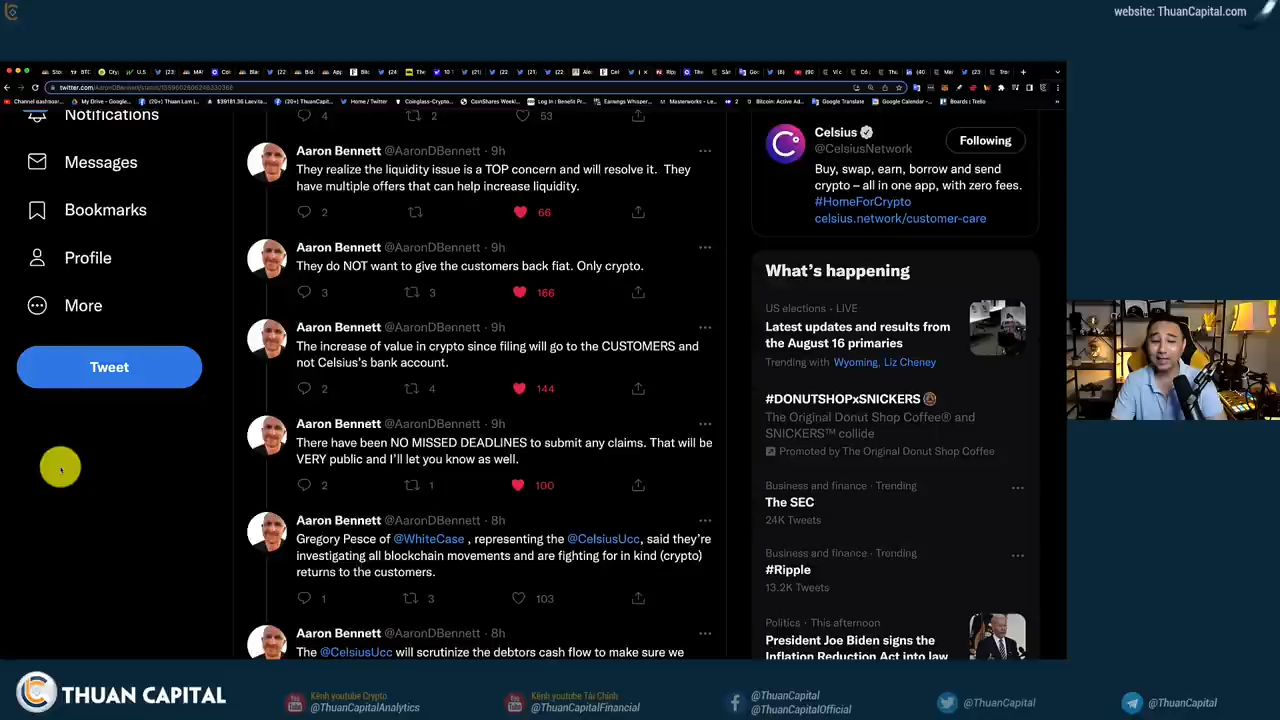 website: ThuanCapital.com
twitter.com/AaronDBennett/status/1559602606248330366
Notifications
Messages
Bookmarks
Profile
More
Tweet
4 2 53
Aaron Bennett @AaronDBennett · 9h
They realize the liquidity issue is a TOP concern and will resolve it. They
have multiple offers that can help increase liquidity.
2 66
Aaron Bennett @AaronDBennett · 9h
They do NOT want to give the customers back fiat. Only crypto.
3 3 166
Aaron Bennett @AaronDBennett · 9h
The increase of value in crypto since filing will go to the CUSTOMERS and
not Celsius's bank account.
2 4 144
Aaron Bennett @AaronDBennett · 9h
There have been NO MISSED DEADLINES to submit any claims. That will be
VERY public and I'll let you know as well.
2 1 100
Aaron Bennett @AaronDBennett · 8h
Gregory Pesce of @WhiteCase , representing the @CelsiusUcc, said they're
investigating all blockchain movements and are fighting for in kind (crypto)
returns to the customers.
1 3 103
Aaron Bennett @AaronDBennett · 8h
The @CelsiusUcc will scrutinize the debtors cash flow to make sure we
Celsius
@CelsiusNetwork
Following
Buy, swap, earn, borrow and send
crypto – all in one app, with zero fees.
#HomeForCrypto
celsius.network/customer-care
What's happening
US elections · LIVE
Latest updates and results from
the August 16 primaries
Trending with Wyoming, Liz Cheney
#DONUTSHOPxSNICKERS
The Original Donut Shop Coffee® and
SNICKERS™ collide
Promoted by The Original Donut Shop Coffee
Business and finance · Trending
The SEC
24K Tweets
Business and finance · Trending
#Ripple
13.2K Tweets
Politics · This afternoon
President Joe Biden signs the
Inflation Reduction Act into law
THUAN CAPITAL
Kênh youtube Crypto
@ThuanCapitalAnalytics
Kênh youtube Tài Chính
@ThuanCapitalFinancial
@ThuanCapital
@ThuanCapitalOfficial
@ThuanCapital
@ThuanCapital